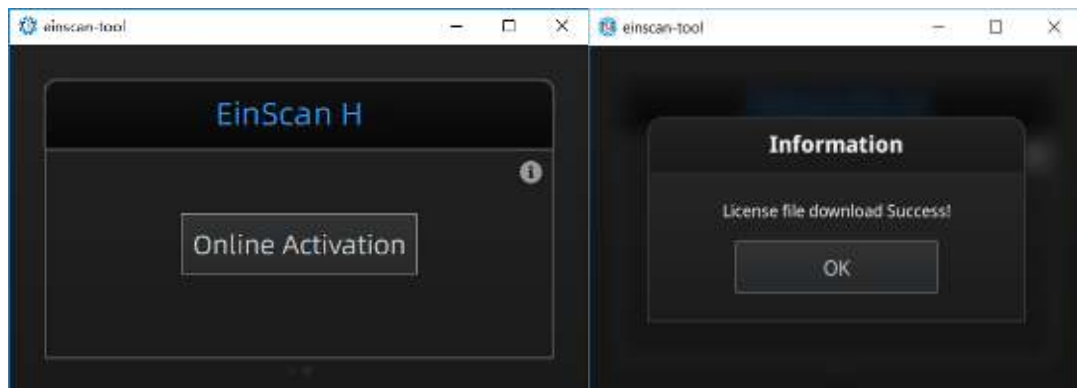 einscan-tool
EinScan H
Online Activation
einscan-tool
Information
License file download Success!
OK